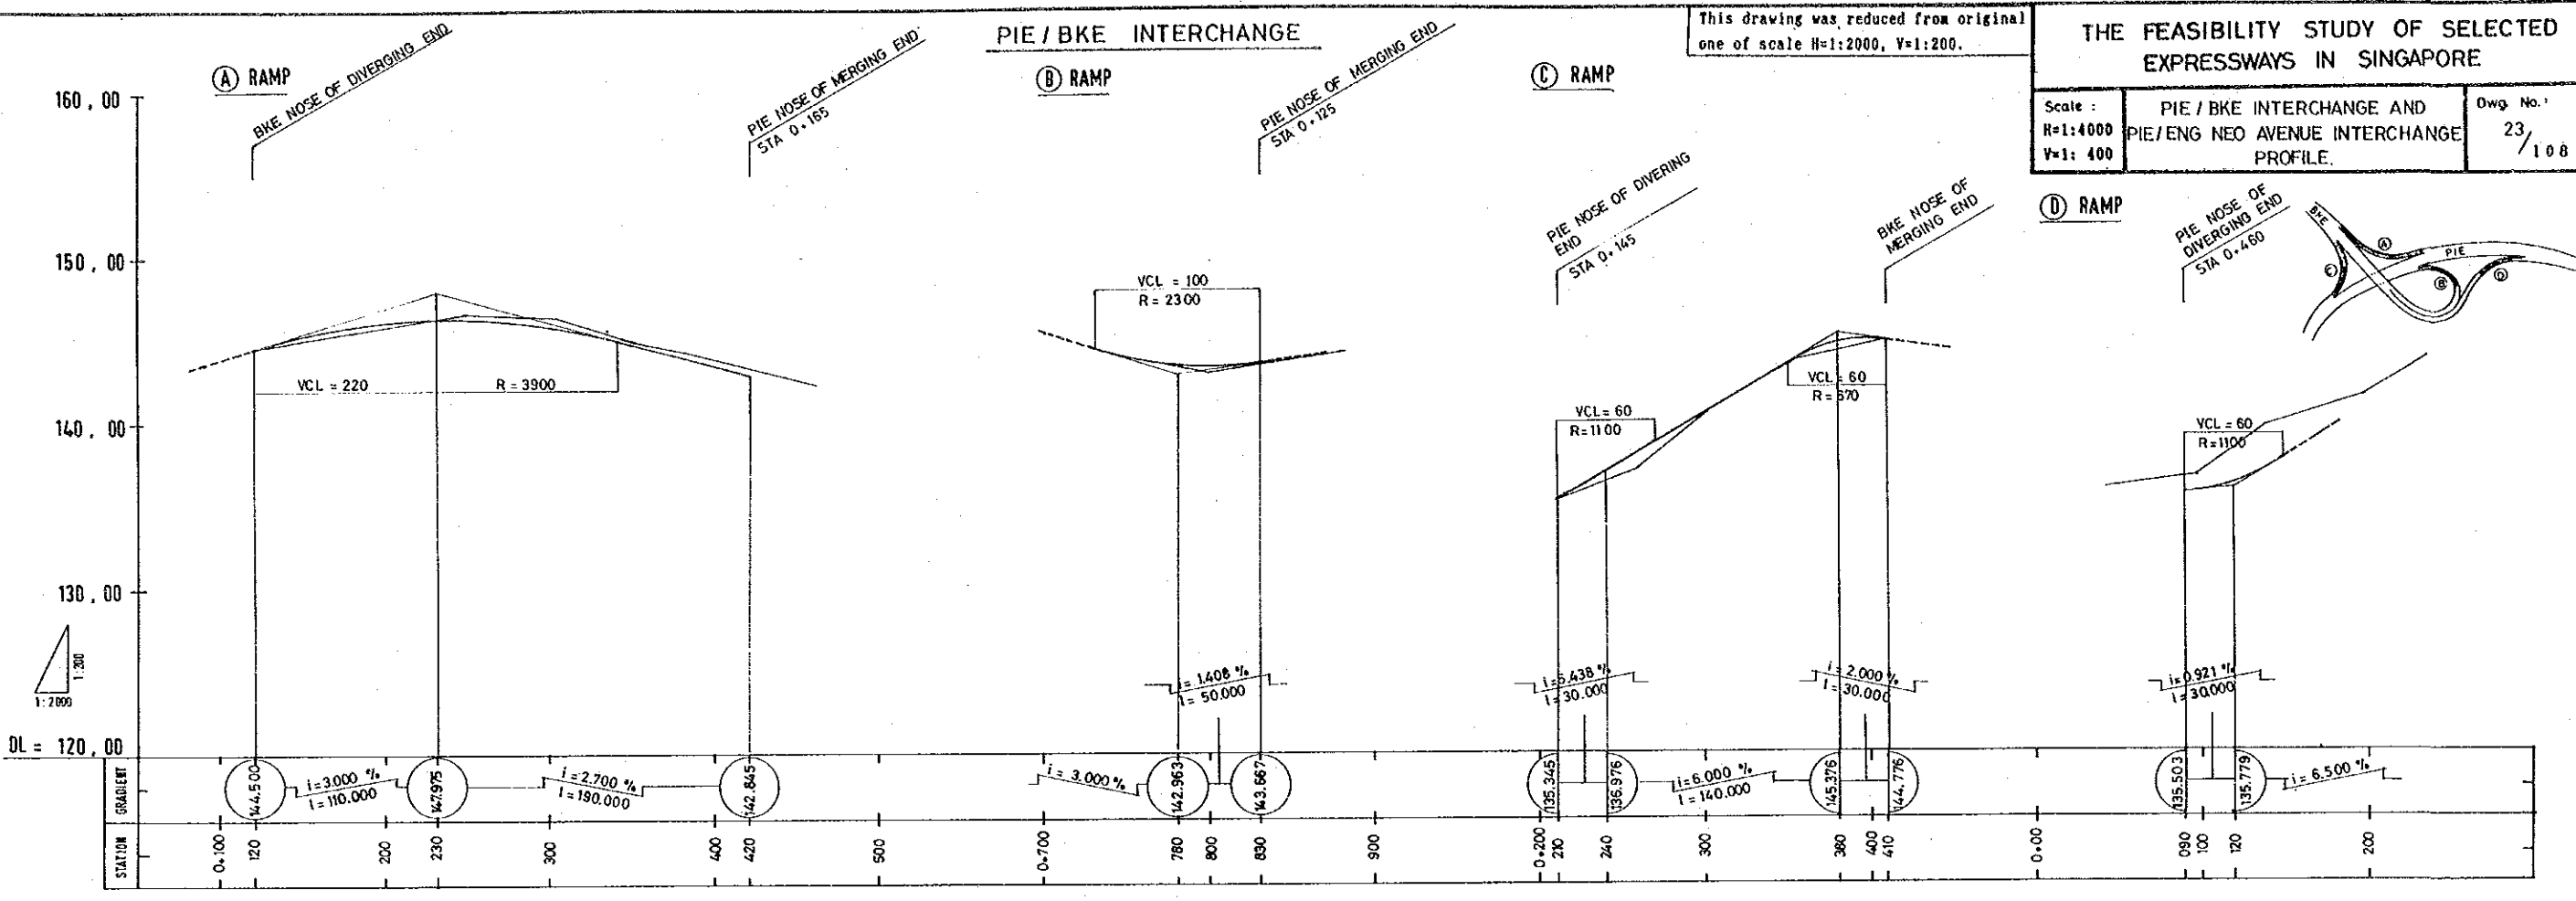 PIE / BKE INTERCHANGE
This drawing was reduced from original
one of scale H=1:2000, V=1:200.
THE FEASIBILITY STUDY OF SELECTED
EXPRESSWAYS IN SINGAPORE
Scale :
H=1:4000
V=1: 400
PIE / BKE INTERCHANGE AND
PIE / ENG NEO AVENUE INTERCHANGE
PROFILE.
Dwg. No.:
23/108
A RAMP
BKE NOSE OF DIVERGING END
PIE NOSE OF MERGING END
STA 0+165
B RAMP
PIE NOSE OF MERGING END
STA 0+125
C RAMP
PIE NOSE OF DIVERING
END
STA 0+145
BKE NOSE OF
MERGING END
D RAMP
PIE NOSE OF
DIVERGING END
STA 0+460
BKE
A
PIE
C
B
D
160,00
150,00
140,00
130,00
DL = 120,00
1:200
1:2000
VCL = 220
R = 3900
VCL = 100
R = 2300
VCL = 60
R=1100
VCL = 60
R = 670
VCL = 60
R=1100
i = 1.408 %
l = 50.000
i=5.438 %
l = 30.000
i = 2.000 %
l = 30.000
i=0.921 %
l = 30.000
GRADIENT
144.500
i=3.000 %
l = 110.000
147.975
i = 2.700 %
l = 190.000
142.845
i = 3.000 %
142.963
143.667
135.345
136.976
i=6.000 %
l = 140.000
145.376
144.776
135.503
135.779
i = 6.500 %
STATION
0+100
120
200
230
300
400
420
500
0+700
780
800
830
900
0+200
210
240
300
380
400
410
0+00
090
100
120
200